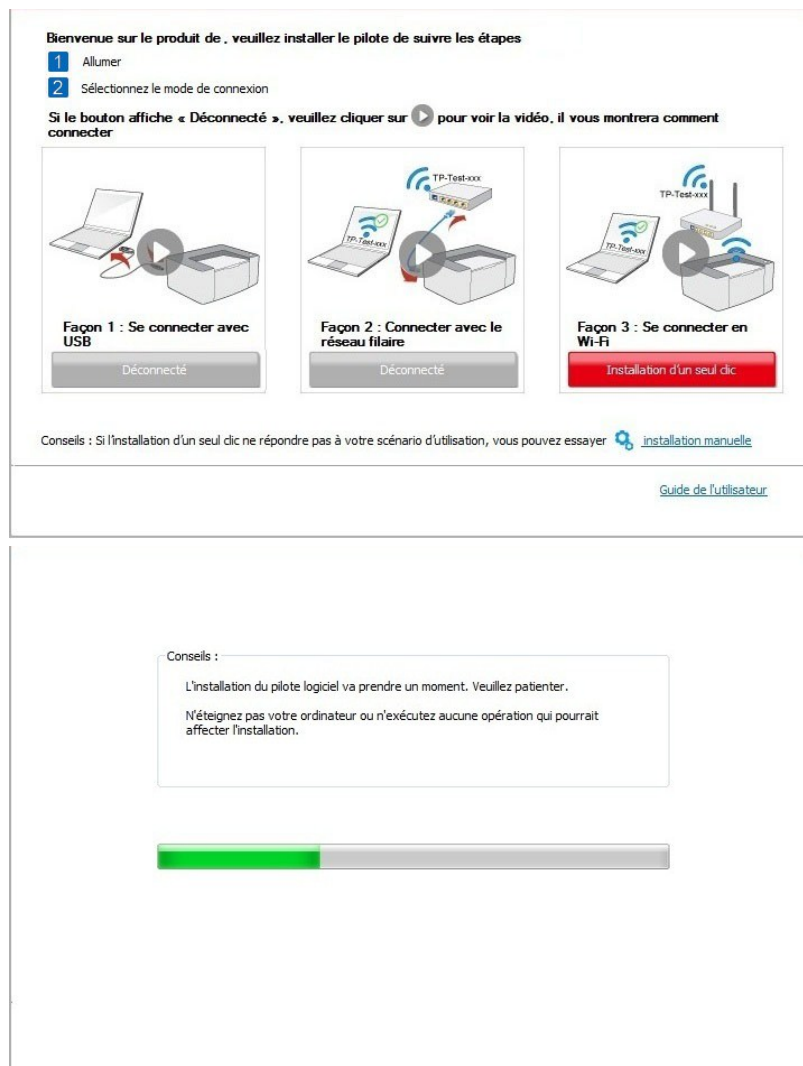 Bienvenue sur le produit de , veuillez installer le pilote de suivre les étapes
1 Allumer
2 Sélectionnez le mode de connexion
Si le bouton affiche « Déconnecté », veuillez cliquer sur pour voir la vidéo, il vous montrera comment
connecter
TP-Test-xxx
TP-Test-xxx
TP-Test-xxx
TP-Test-xxx
Façon 1 : Se connecter avec
USB
Déconnecté
Façon 2 : Connecter avec le
réseau filaire
Déconnecté
Façon 3 : Se connecter en
Wi-Fi
Installation d'un seul clic
Conseils : Si l'installation d'un seul clic ne répondre pas à votre scénario d'utilisation, vous pouvez essayer installation manuelle
Guide de l'utilisateur
Conseils :
L'installation du pilote logiciel va prendre un moment. Veuillez patienter.
N'éteignez pas votre ordinateur ou n'exécutez aucune opération qui pourrait
affecter l'installation.